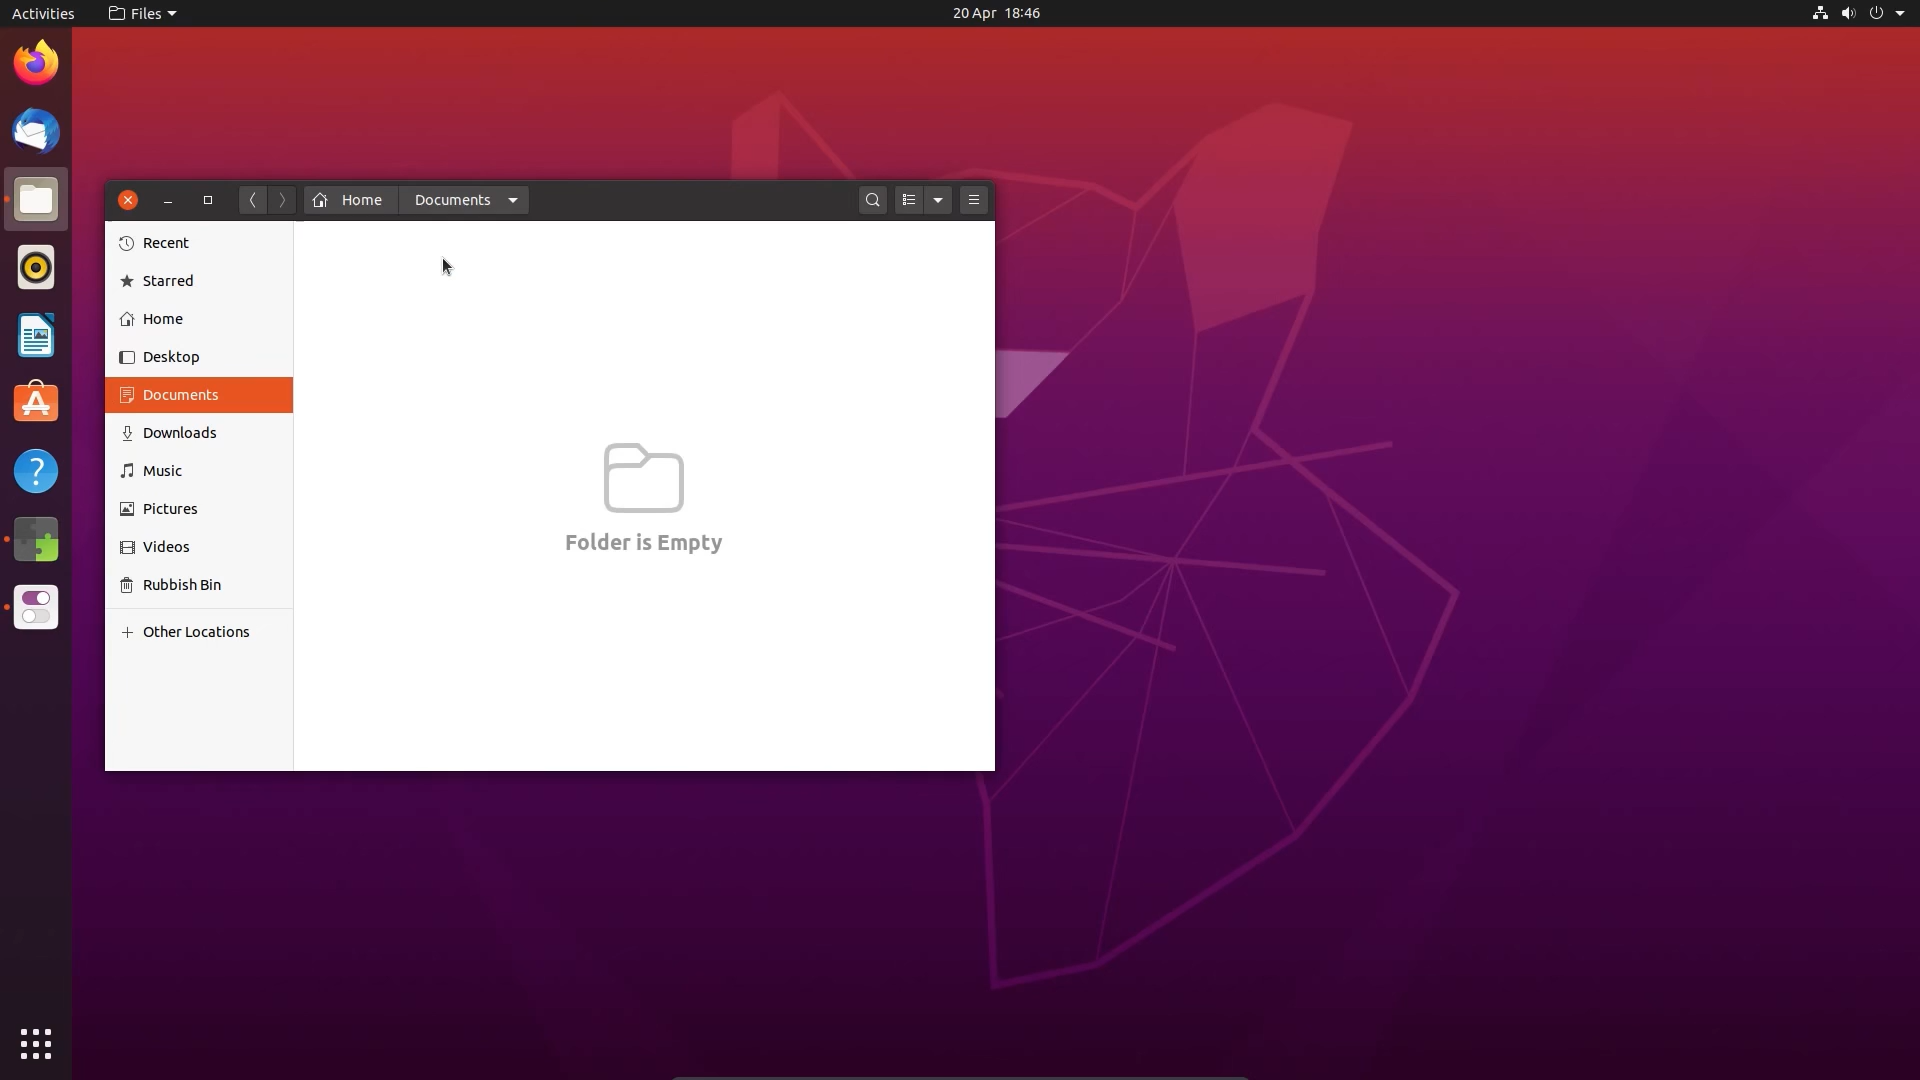 Activities
Files
20 Apr 18:46
Home
Documents
Recent
Starred
Home
Desktop
Documents
Downloads
Music
Pictures
Videos
Rubbish Bin
Other Locations
Folder is Empty